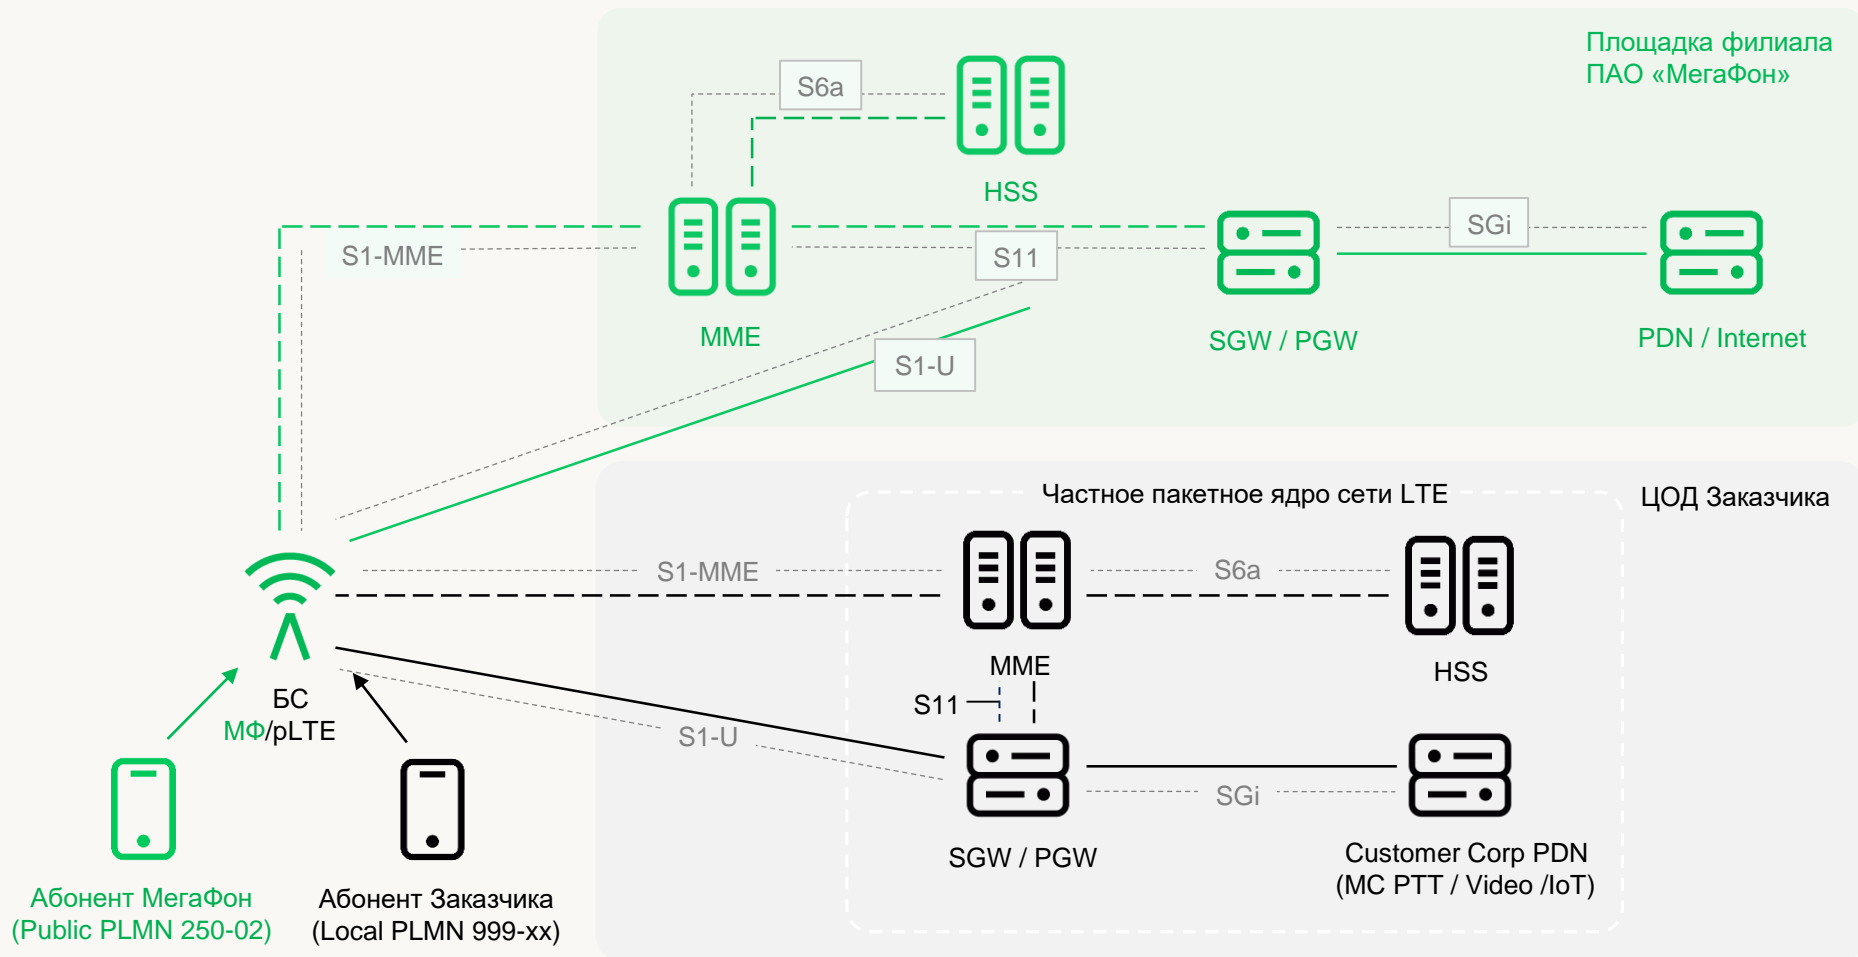 Площадка филиала
ПАО «МегаФон»
S6a
HSS
S1-MME
S11
SGi
MME
SGW / PGW
PDN / Internet
S1-U
Частное пакетное ядро сети LTE
ЦОД Заказчика
S1-MME
S6a
MME
HSS
S11
БС
МФ/pLTE
S1-U
SGi
SGW / PGW
Customer Corp PDN
(MC PTT / Video /IoT)
Абонент МегаФон
(Public PLMN 250-02)
Абонент Заказчика
(Local PLMN 999-xx)